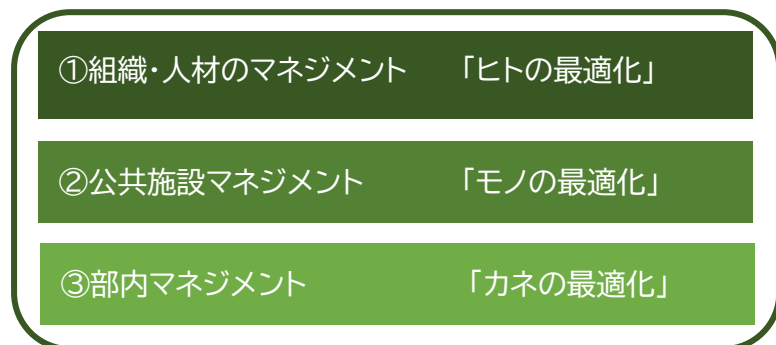 ①組織・人材のマネジメント 「ヒトの最適化」
②公共施設マネジメント 「モノの最適化」
③部内マネジメント 「カネの最適化」